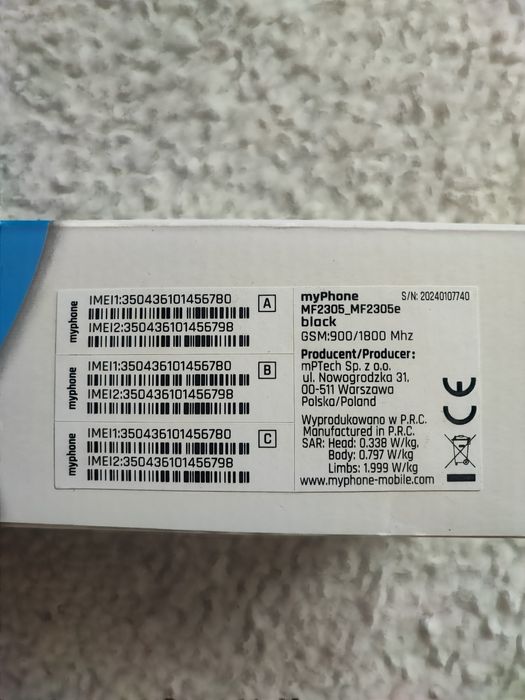 myphone
IMEI1:350436101456780
A
IMEI2:350436101456798
myphone
IMEI1:350436101456780
B
IMEI2:350436101456798
myphone
IMEI1:350436101456780
C
IMEI2:350436101456798
myPhone S/N: 20240107740
MF2305_MF2305e
black
GSM:900/1800 Mhz
Producent/Producer:
mPTech Sp. z o.o.
ul. Nowogrodzka 31,
00-511 Warszawa
Polska/Poland
CE
Wyprodukowano w P.R.C.
Manufactured in P.R.C.
SAR: Head: 0.338 W/kg,
Body: 0.797 W/kg
Limbs: 1.999 W/kg
www.myphone-mobile.com